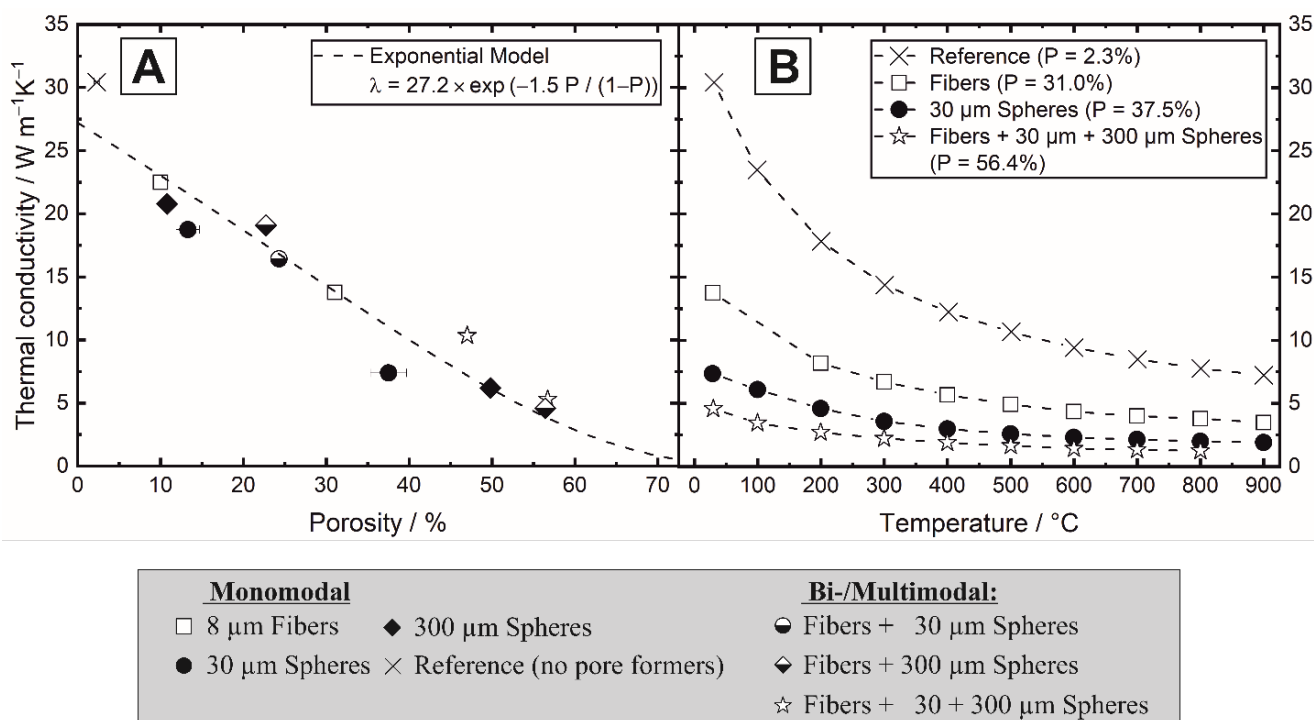 A
Exponential Model
λ = 27.2 × exp (−1.5 P / (1−P))
35
30
25
20
15
10
5
0
Thermal conductivity / W m⁻¹K⁻¹
0 10 20 30 40 50 60 70
Porosity / %
B
Reference (P = 2.3%)
Fibers (P = 31.0%)
30 µm Spheres (P = 37.5%)
Fibers + 30 µm + 300 µm Spheres
(P = 56.4%)
35
30
25
20
15
10
5
0
0 100 200 300 400 500 600 700 800 900
Temperature / °C
Monomodal
8 µm Fibers
300 µm Spheres
30 µm Spheres
Reference (no pore formers)
Bi-/Multimodal:
Fibers + 30 µm Spheres
Fibers + 300 µm Spheres
Fibers + 30 + 300 µm Spheres